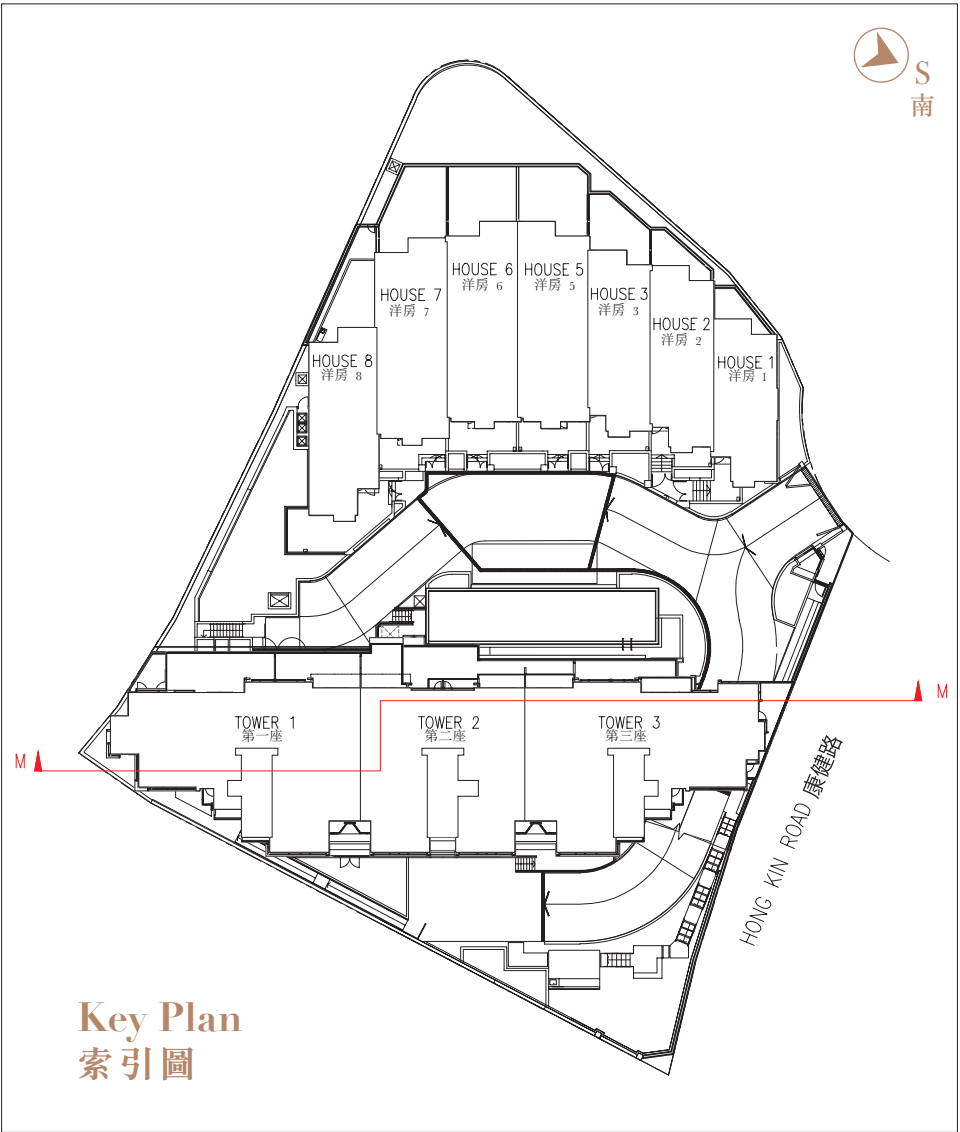 S
南
HOUSE 6
洋房 6
HOUSE 5
洋房 5
HOUSE 7
洋房 7
HOUSE 3
洋房 3
HOUSE 2
洋房 2
HOUSE 8
洋房 8
HOUSE 1
洋房 1
M
TOWER 1
第一座
TOWER 2
第二座
TOWER 3
第三座
M
HONG KIN ROAD 康健路
Key Plan
索引圖